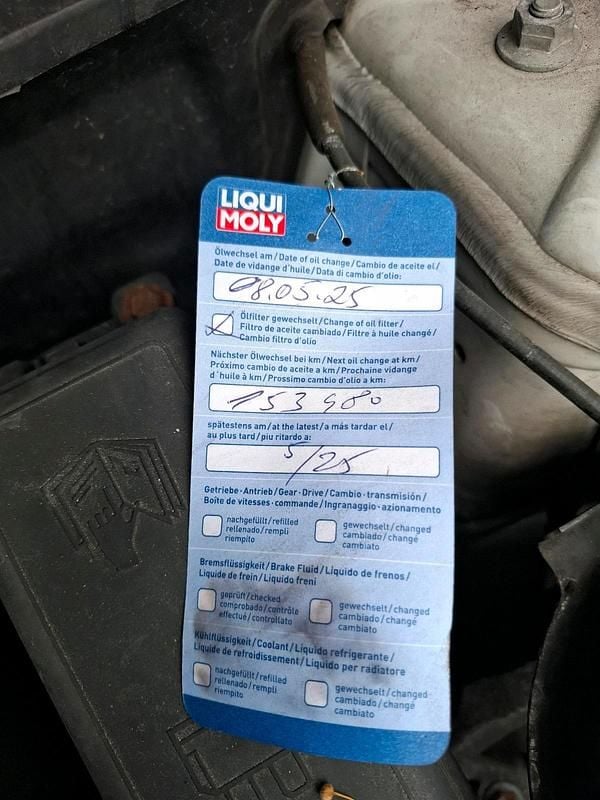 LIQUI
MOLY
Ölwechsel am/Date of oil change/Cambio de aceite el/
Date de vidange d'huile/Data di cambio d'olio:
08.05.25
Ölfilter gewechselt/Change of oil filter/
Filtro de aceite cambiado/Filtre à huile changé/
Cambio filtro d'olio
Nächster Ölwechsel bei km/Next oil change at km/
Próximo cambio de aceite a km/Prochaine vidange
d'huile à km/Prossimo cambio d'olio a km:
153 980
spätestens am/at the latest/a más tardar el/
au plus tard/piu ritardo a:
5/25
Getriebe-Antrieb/Gear-Drive/Cambio-transmisión/
Boîte de vitesses-commande/Ingranaggio-azionamento
nachgefüllt/refilled
rellenado/rempli
riempito
gewechselt/changed
cambiado/changé
cambiato
Bremsflüssigkeit/Brake Fluid/Líquido de frenos/
Liquide de frein/Liquido freni
geprüft/checked
comprobado/contrôle
effectué/controllato
gewechselt/changed
cambiado/changé
cambiato
Kühlflüssigkeit/Coolant/Líquido refrigerante/
Liquide de refroidissement/Liquido per radiatore
nachgefüllt/refilled
rellenado/rempli
riempito
gewechselt/changed
cambiado/changé
cambiato